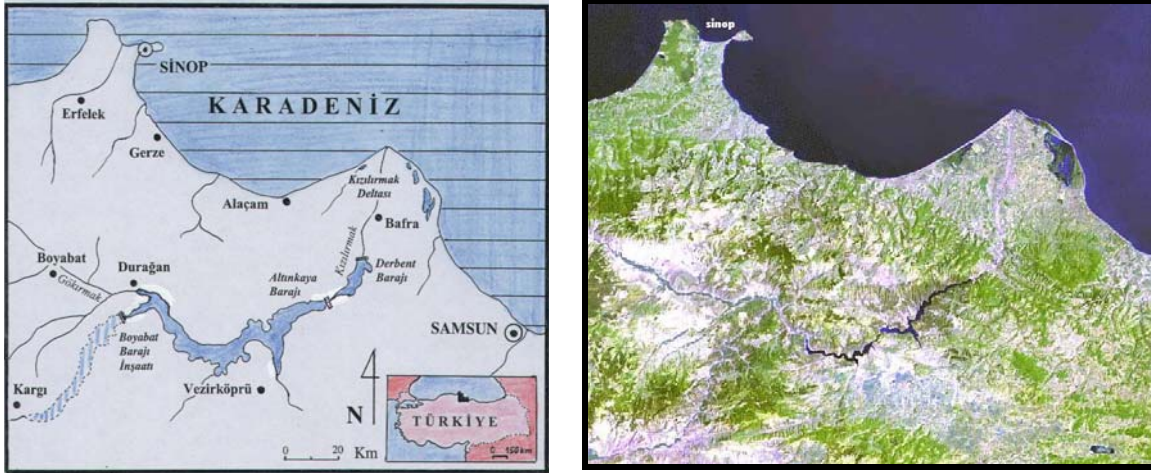 SİNOP
KARADENİZ
Erfelek
Gerze
Kızılırmak
Deltası
Alaçam
Bafra
Kızılırmak
Boyabat
Gökırmak
Durağan
Altınkaya
Barajı
Derbent
Barajı
SAMSUN
Boyabat
Barajı
İnşaatı
Kargı
Vezirköprü
N
0 20
Km
TÜRKİYE
0 150 km
sinop